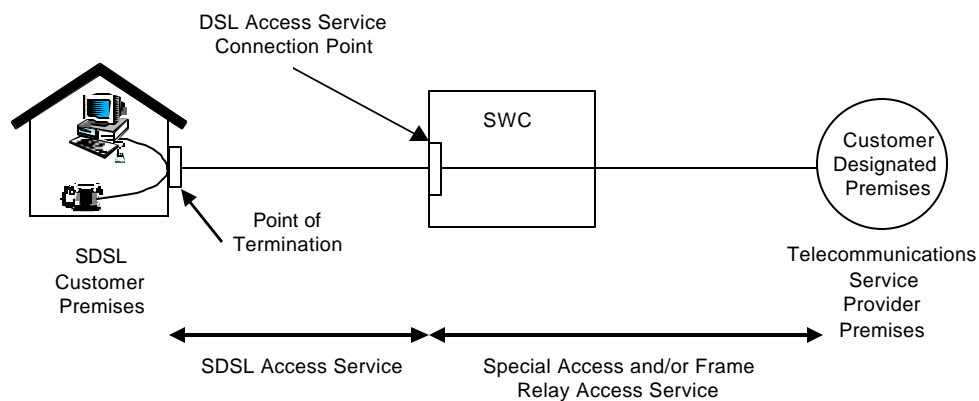 DSL Access Service
Connection Point
SWC
Customer
Designated
Premises
Point of
Termination
SDSL
Customer
Premises
Telecommunications
Service
Provider
Premises
SDSL Access Service
Special Access and/or Frame
Relay Access Service